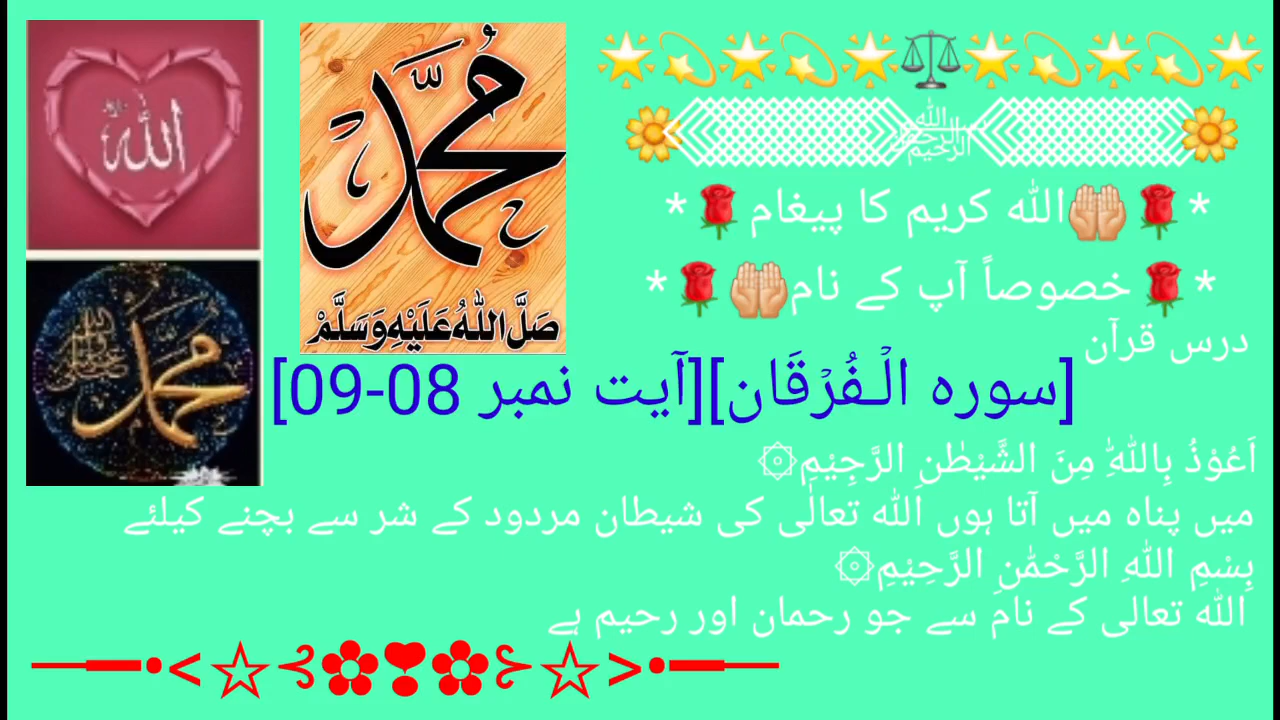 اللہ
مُحَمَّد
صَلَّی اللّٰهُ عَلَيْهِ وَسَلَّمْ
محمد
*🌹🤲🏻اللہ کریم کا پیغام🌹*
*🌹خصوصاً آپ کے نام🤲🏻🌹*
درس قرآن
[سورہ الْـفُرْقَان][آیت نمبر 08-09]
اَعُوْذُ بِاللّٰهِ مِنَ الشَّيْطٰنِ الرَّجِيْمِ۞
میں پناہ میں آتا ہوں اللہ تعالٰی کی شیطان مردود کے شر سے بچنے کیلئے
بِسْمِ اللّٰهِ الرَّحْمٰنِ الرَّحِيْمِ۞
اللہ تعالی کے نام سے جو رحمان اور رحیم ہے